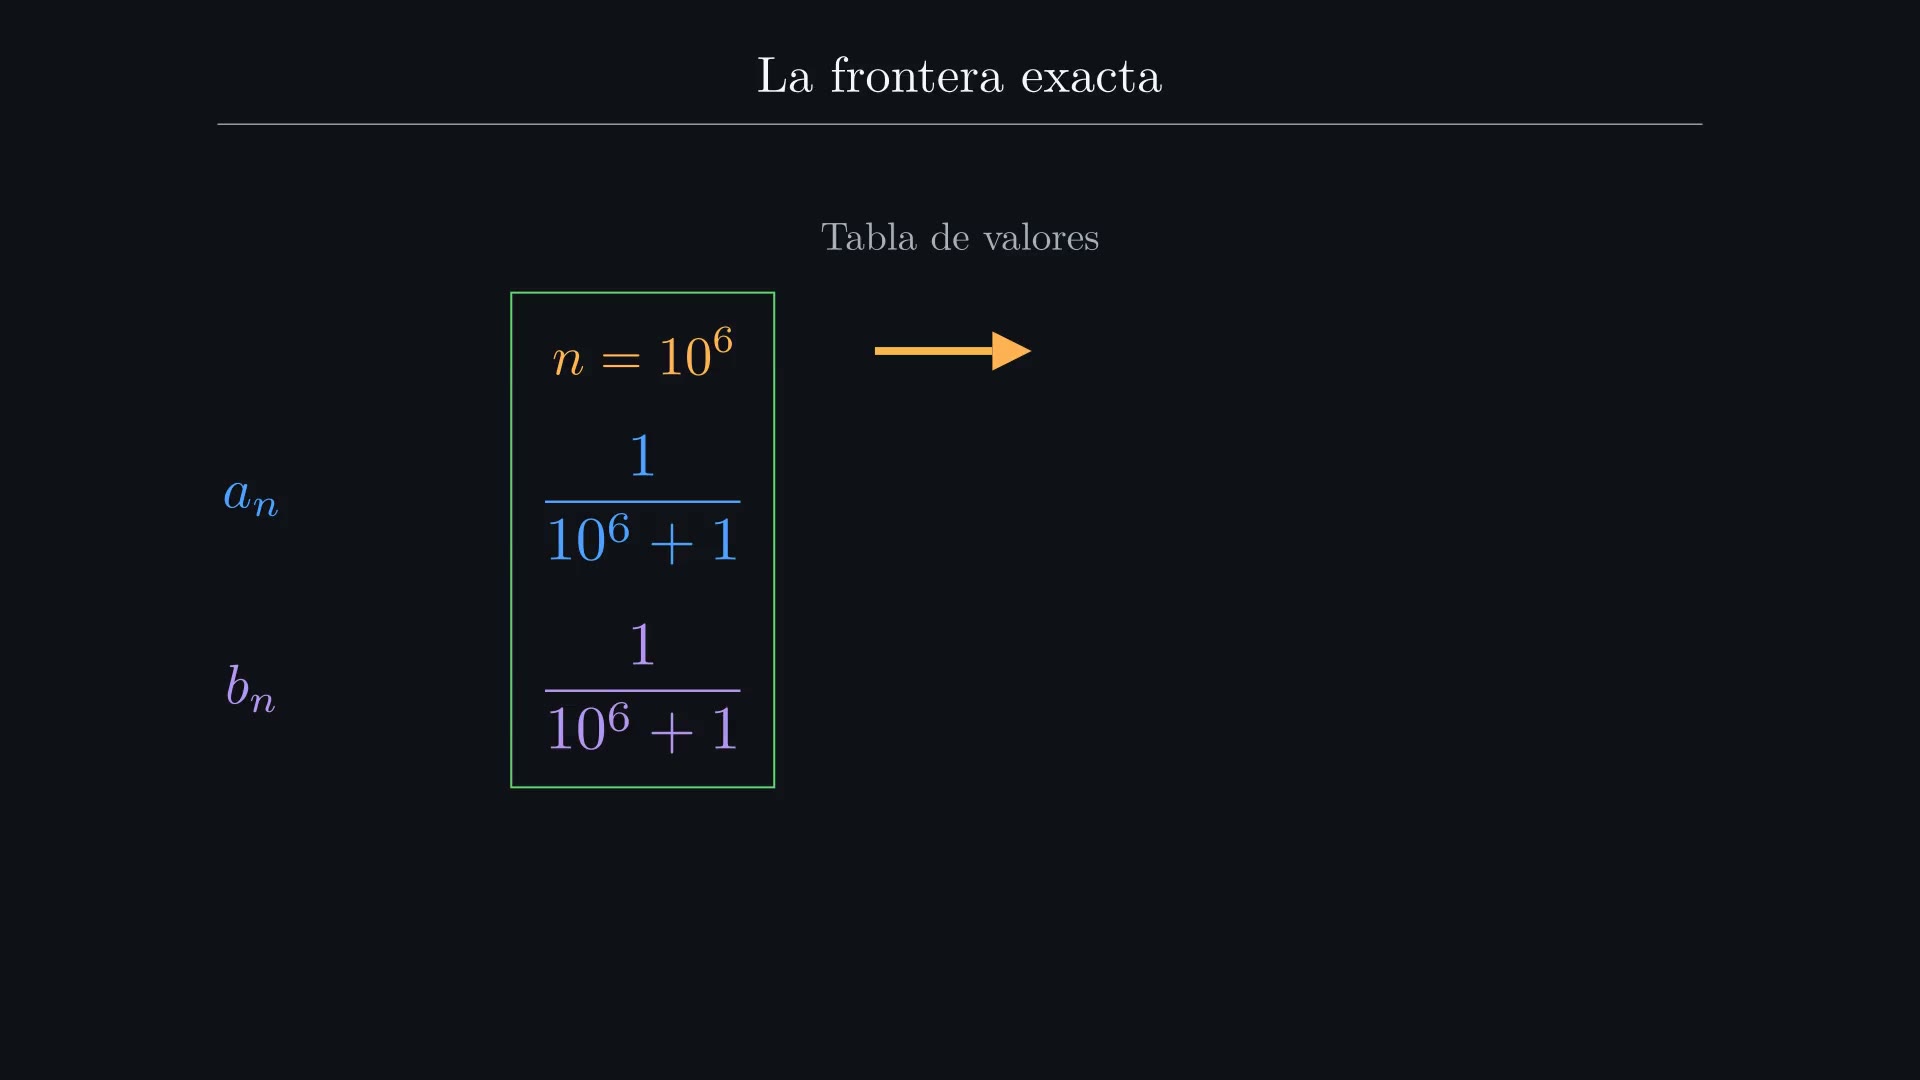 La frontera exacta
Tabla de valores
n = 10^6
a_n 1/(10^6 + 1)
b_n 1/(10^6 + 1)